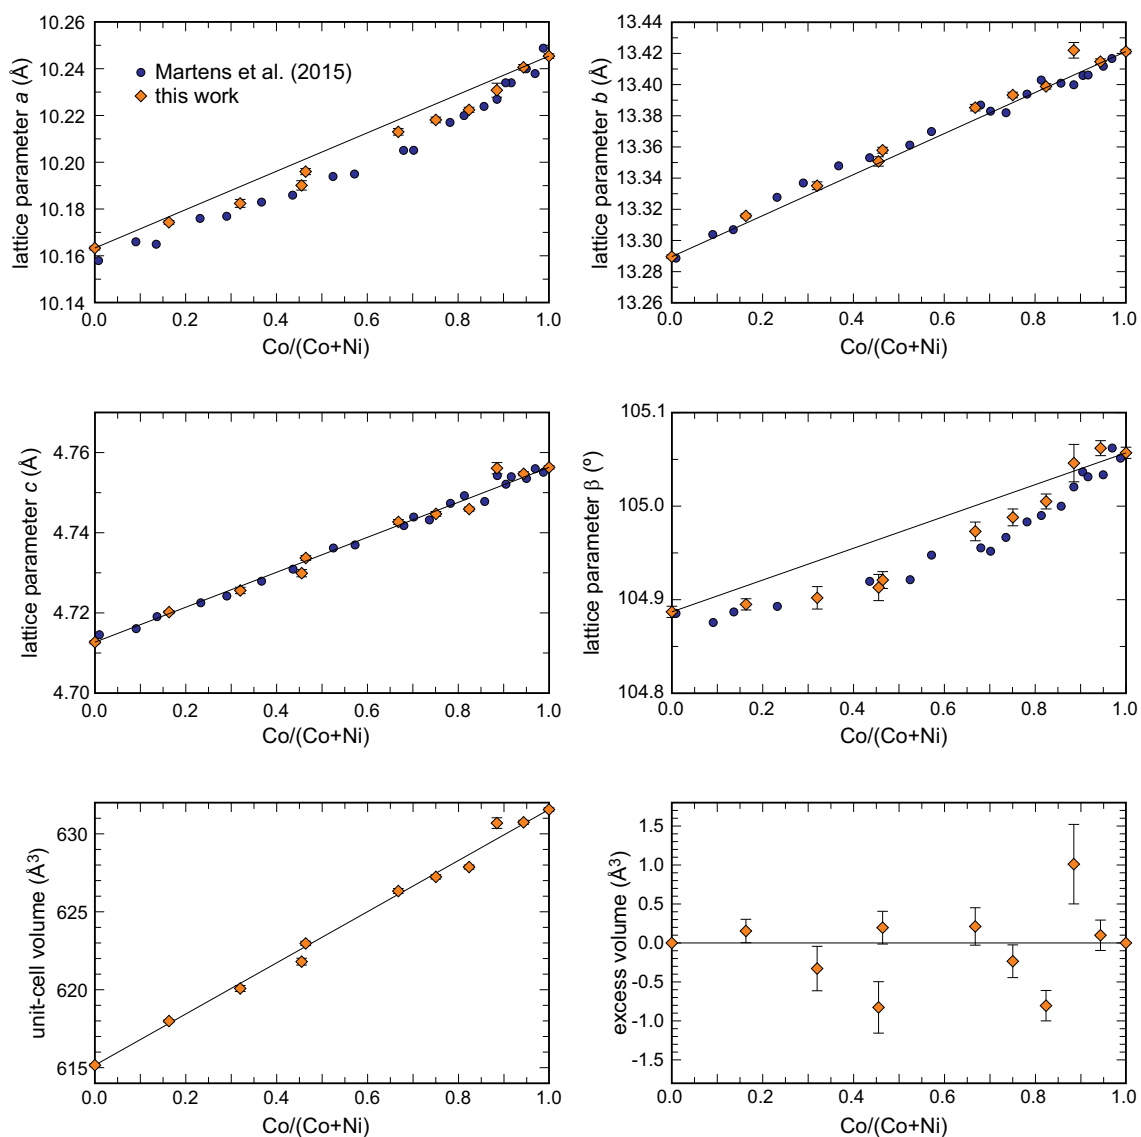 10.26
10.24
10.22
10.20
10.18
10.16
10.14
lattice parameter a (Å)
Martens et al. (2015)
this work
0.0 0.2 0.4 0.6 0.8 1.0
Co/(Co+Ni)
13.44
13.42
13.40
13.38
13.36
13.34
13.32
13.30
13.28
13.26
lattice parameter b (Å)
0.0 0.2 0.4 0.6 0.8 1.0
Co/(Co+Ni)
4.76
4.74
4.72
4.70
lattice parameter c (Å)
0.0 0.2 0.4 0.6 0.8 1.0
Co/(Co+Ni)
105.1
105.0
104.9
104.8
lattice parameter β (º)
0.0 0.2 0.4 0.6 0.8 1.0
Co/(Co+Ni)
630
625
620
615
unit-cell volume (Å³)
0.0 0.2 0.4 0.6 0.8 1.0
Co/(Co+Ni)
1.5
1.0
0.5
0.0
-0.5
-1.0
-1.5
excess volume (Å³)
0.0 0.2 0.4 0.6 0.8 1.0
Co/(Co+Ni)